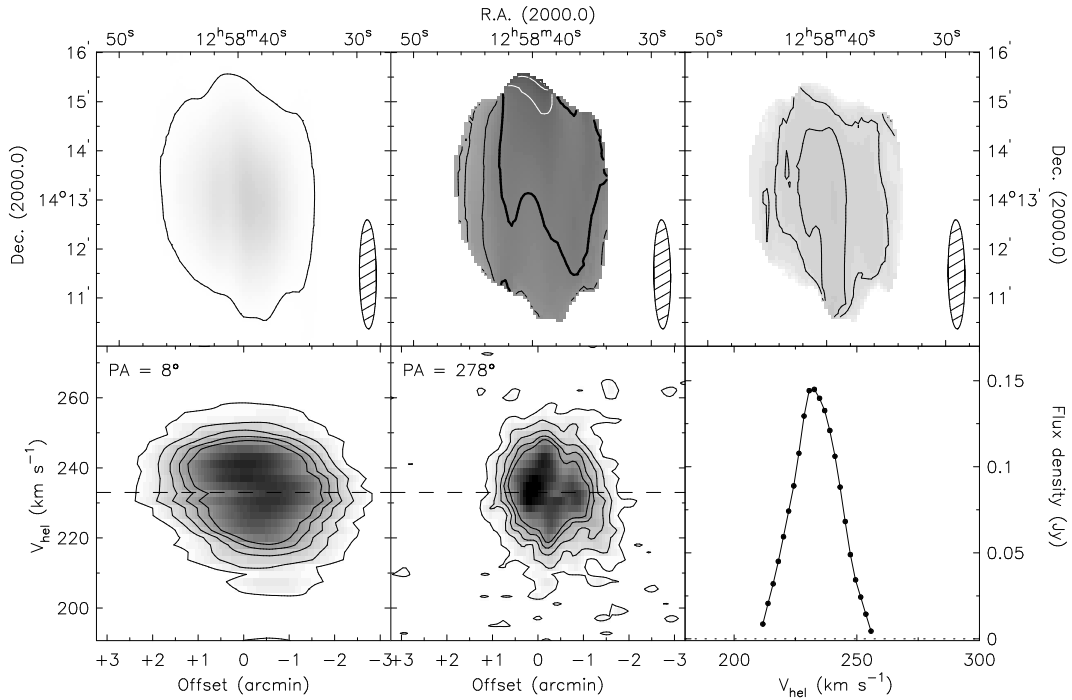 R.A. (2000.0)
50ˢ 12ʰ58ᵐ40ˢ 30ˢ 50ˢ 12ʰ58ᵐ40ˢ 30ˢ 50ˢ 12ʰ58ᵐ40ˢ 30ˢ
16' 16'
15' 15'
14' 14'
14°13' 14°13'
12' 12'
11' 11'
Dec. (2000.0)
Dec. (2000.0)
PA = 8° PA = 278°
260 0.15
240 0.1
220 0.05
200 0
V_hel (km s⁻¹)
Flux density (Jy)
+3 +2 +1 0 −1 −2 −3 +3 +2 +1 0 −1 −2 −3 200 250 300
Offset (arcmin) Offset (arcmin) V_hel (km s⁻¹)